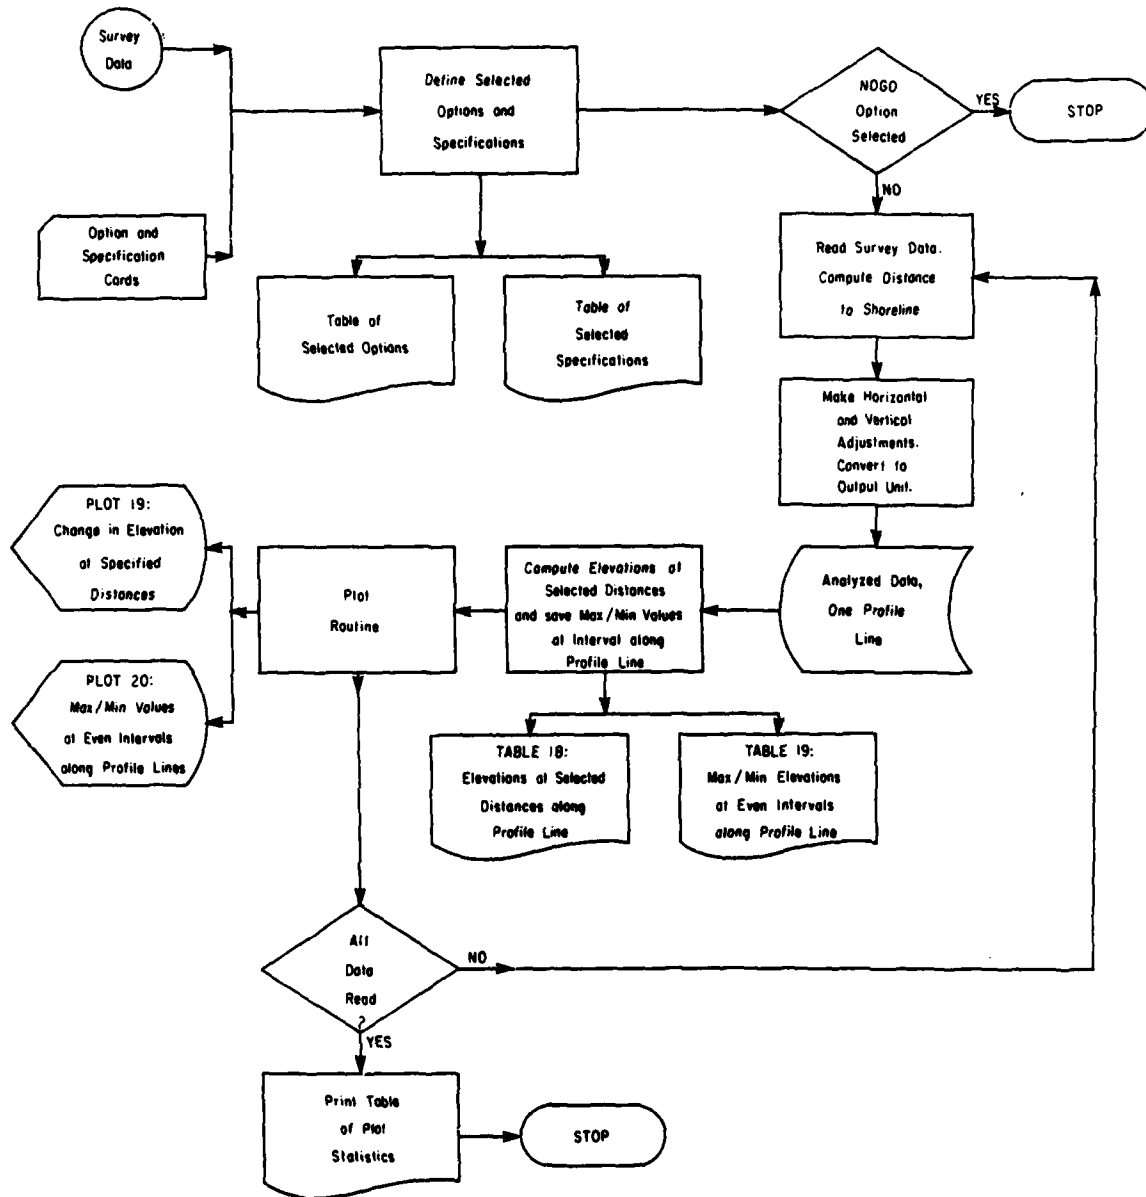 Survey
Data
Define Selected
Options and
Specifications
NOGO
Option
Selected
YES
STOP
NO
Option and
Specification
Cards
Table of
Selected Options
Table of
Selected
Specifications
Read Survey Data.
Compute Distance
to Shoreline
Make Horizontal
and Vertical
Adjustments.
Convert to
Output Unit.
PLOT 19:
Change in Elevation
at Specified
Distances
Plot
Routine
Compute Elevations at
Selected Distances
and save Max/Min Values
at Interval along
Profile Line
Analyzed Data,
One Profile
Line
PLOT 20:
Max/Min Values
at Even Intervals
along Profile Lines
TABLE 18:
Elevations at Selected
Distances along
Profile Line
TABLE 19:
Max/Min Elevations
at Even Intervals
along Profile Line
All
Data
Read
?
NO
YES
Print Table
of Plot
Statistics
STOP